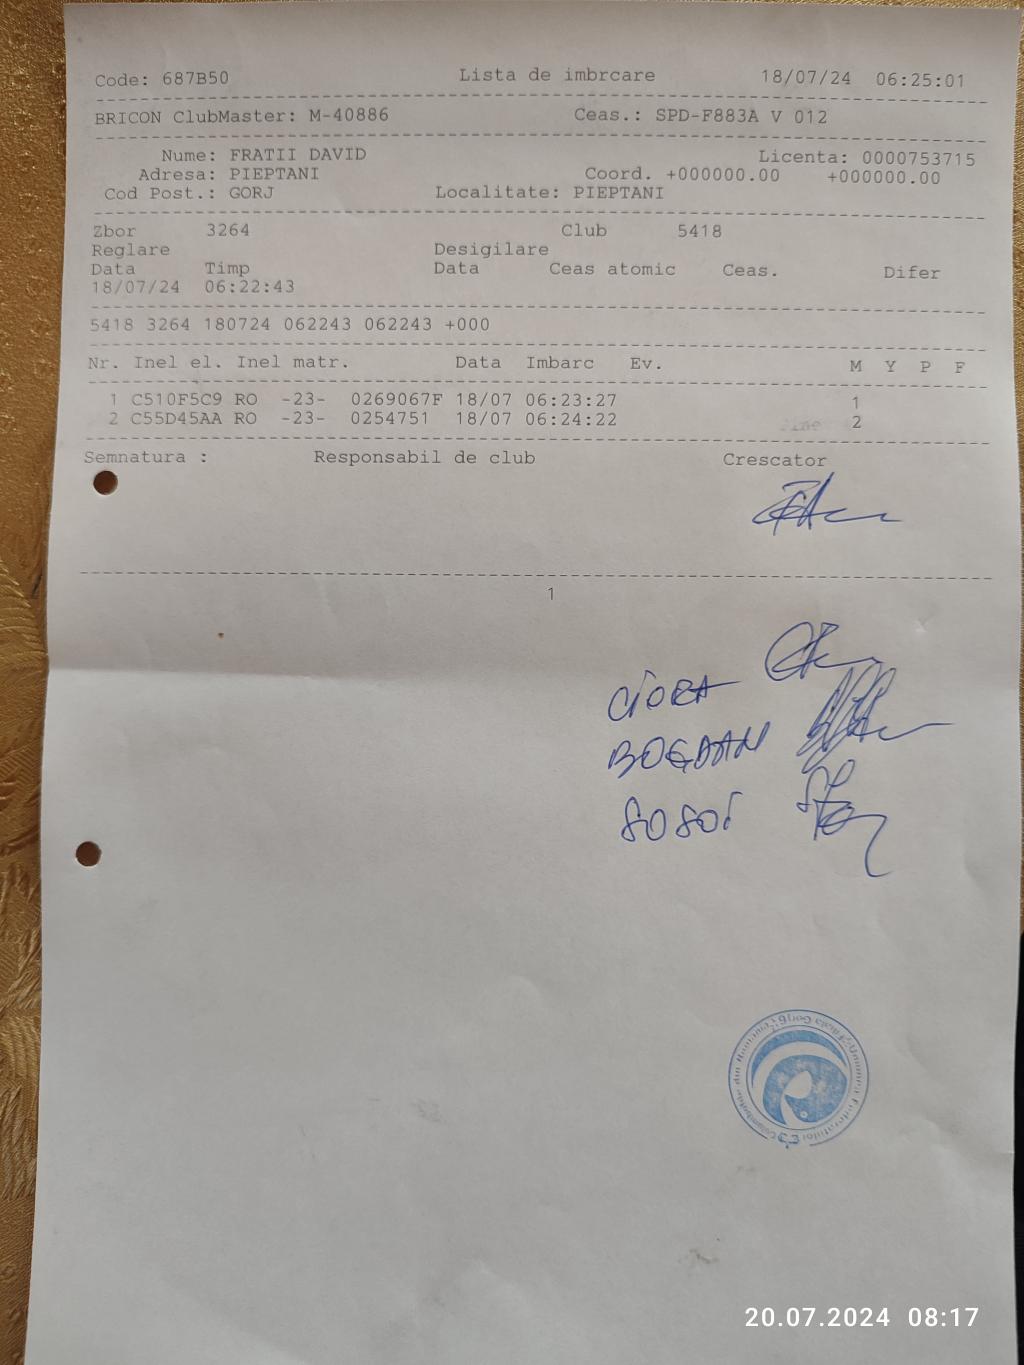 Code: 687B50 Lista de imbrcare 18/07/24 06:25:01
BRICON ClubMaster: M-40886 Ceas.: SPD-F883A V 012
Nume: FRATII DAVID Licenta: 0000753715
Adresa: PIEPTANI Coord. +000000.00 +000000.00
Cod Post.: GORJ Localitate: PIEPTANI
Zbor 3264 Club 5418
Reglare Desigilare
Data Timp Data Ceas atomic Ceas. Difer
18/07/24 06:22:43
5418 3264 180724 062243 062243 +000
Nr. Inel el. Inel matr. Data Imbarc Ev. M Y P F
1 C510F5C9 RO -23- 0269067F 18/07 06:23:27 1
2 C55D45AA RO -23- 0254751 18/07 06:24:22 2
Semnatura : Responsabil de club Crescator
1
CIORA
BOGDAN
SOSOI
20.07.2024 08:17